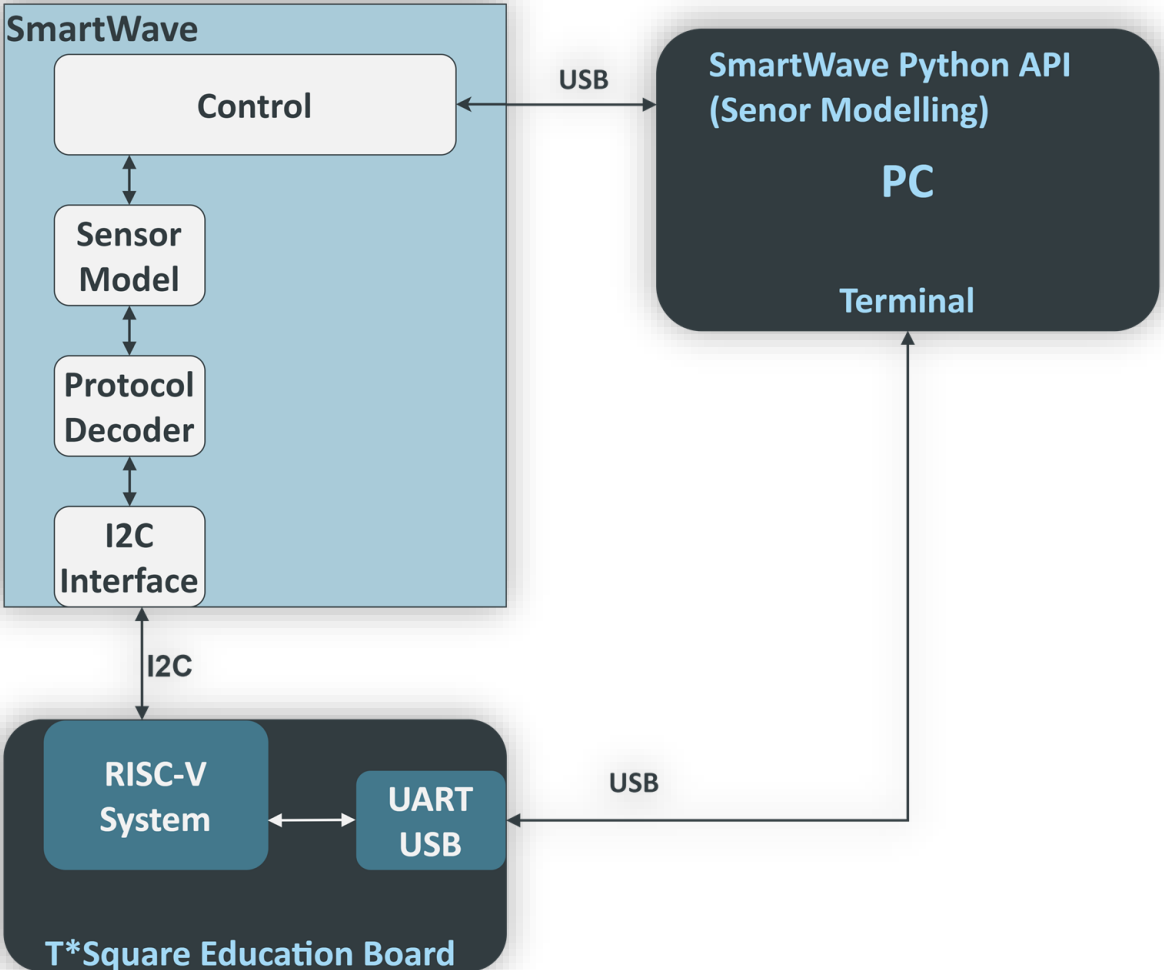 SmartWave
Control
USB
SmartWave Python API
(Senor Modelling)
PC
Terminal
Sensor
Model
Protocol
Decoder
I2C
Interface
I2C
RISC-V
System
UART
USB
USB
T*Square Education Board